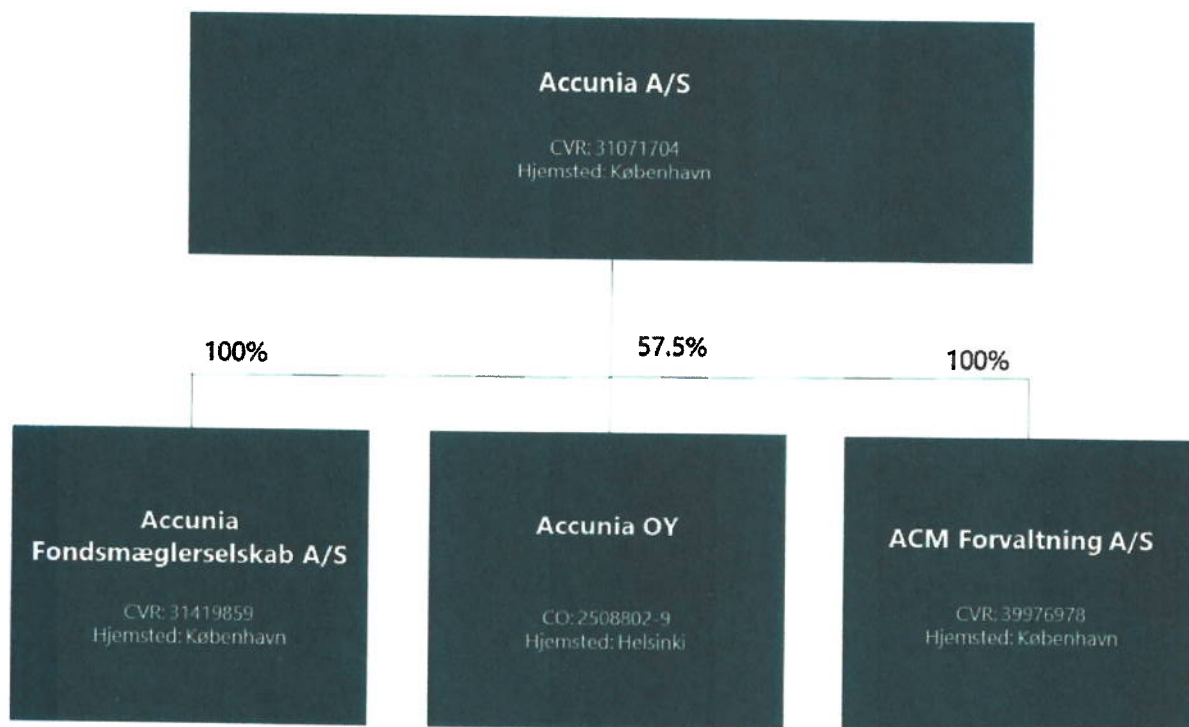 Accunia A/S
CVR: 31071704
Hjemsted: København
100%
57.5%
100%
Accunia
Fondsmæglerselskab A/S
CVR: 31419859
Hjemsted: København
Accunia OY
CO: 2508802-9
Hjemsted: Helsinki
ACM Forvaltning A/S
CVR: 39976978
Hjemsted: København